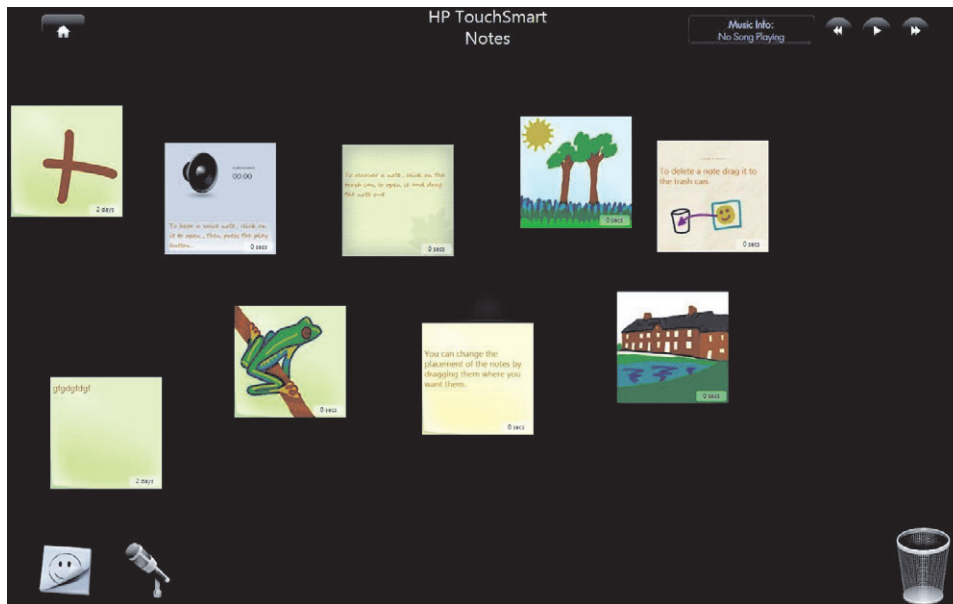 HP TouchSmart
Notes
Music Info:
No Song Playing
2 days
00:00
To hear a voice note, click on
it to open. Then press the play
button.
0 secs
To recover a note, click on the
trash can to open it and drag
the note out
0 secs
0 secs
To delete a note drag it to
the trash can.
0 secs
0 secs
You can change the
placement of the notes by
dragging them where you
want them.
0 secs
0 secs
gfgdgfdgf
2 days